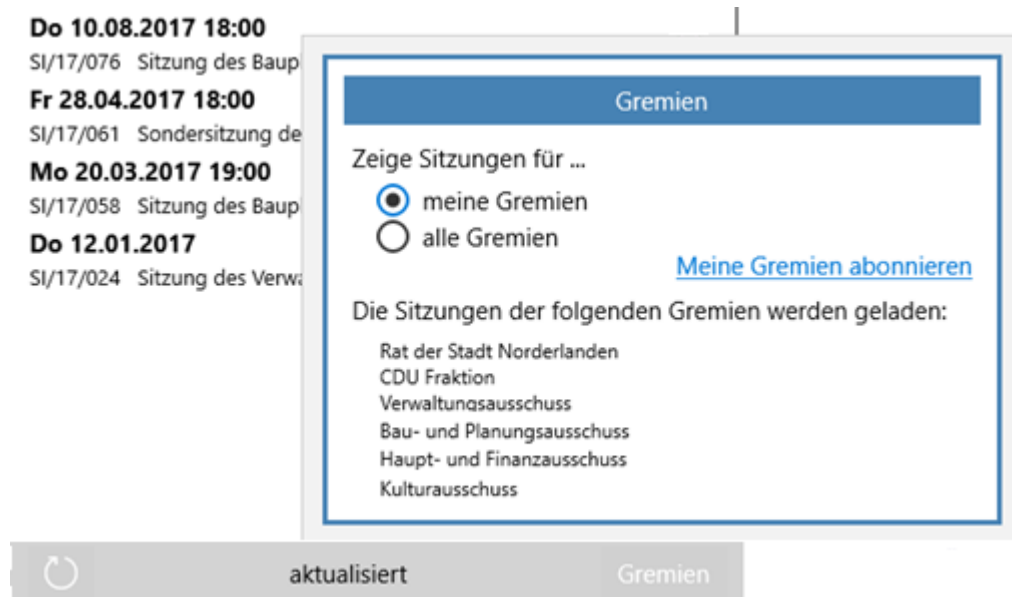 Do 10.08.2017 18:00
SI/17/076 Sitzung des Baup
Fr 28.04.2017 18:00
SI/17/061 Sondersitzung de
Mo 20.03.2017 19:00
SI/17/058 Sitzung des Baup
Do 12.01.2017
SI/17/024 Sitzung des Verwa
Gremien
Zeige Sitzungen für ...
meine Gremien
alle Gremien
Meine Gremien abonnieren
Die Sitzungen der folgenden Gremien werden geladen:
Rat der Stadt Norderlanden
CDU Fraktion
Verwaltungsausschuss
Bau- und Planungsausschuss
Haupt- und Finanzausschuss
Kulturausschuss
aktualisiert
Gremien